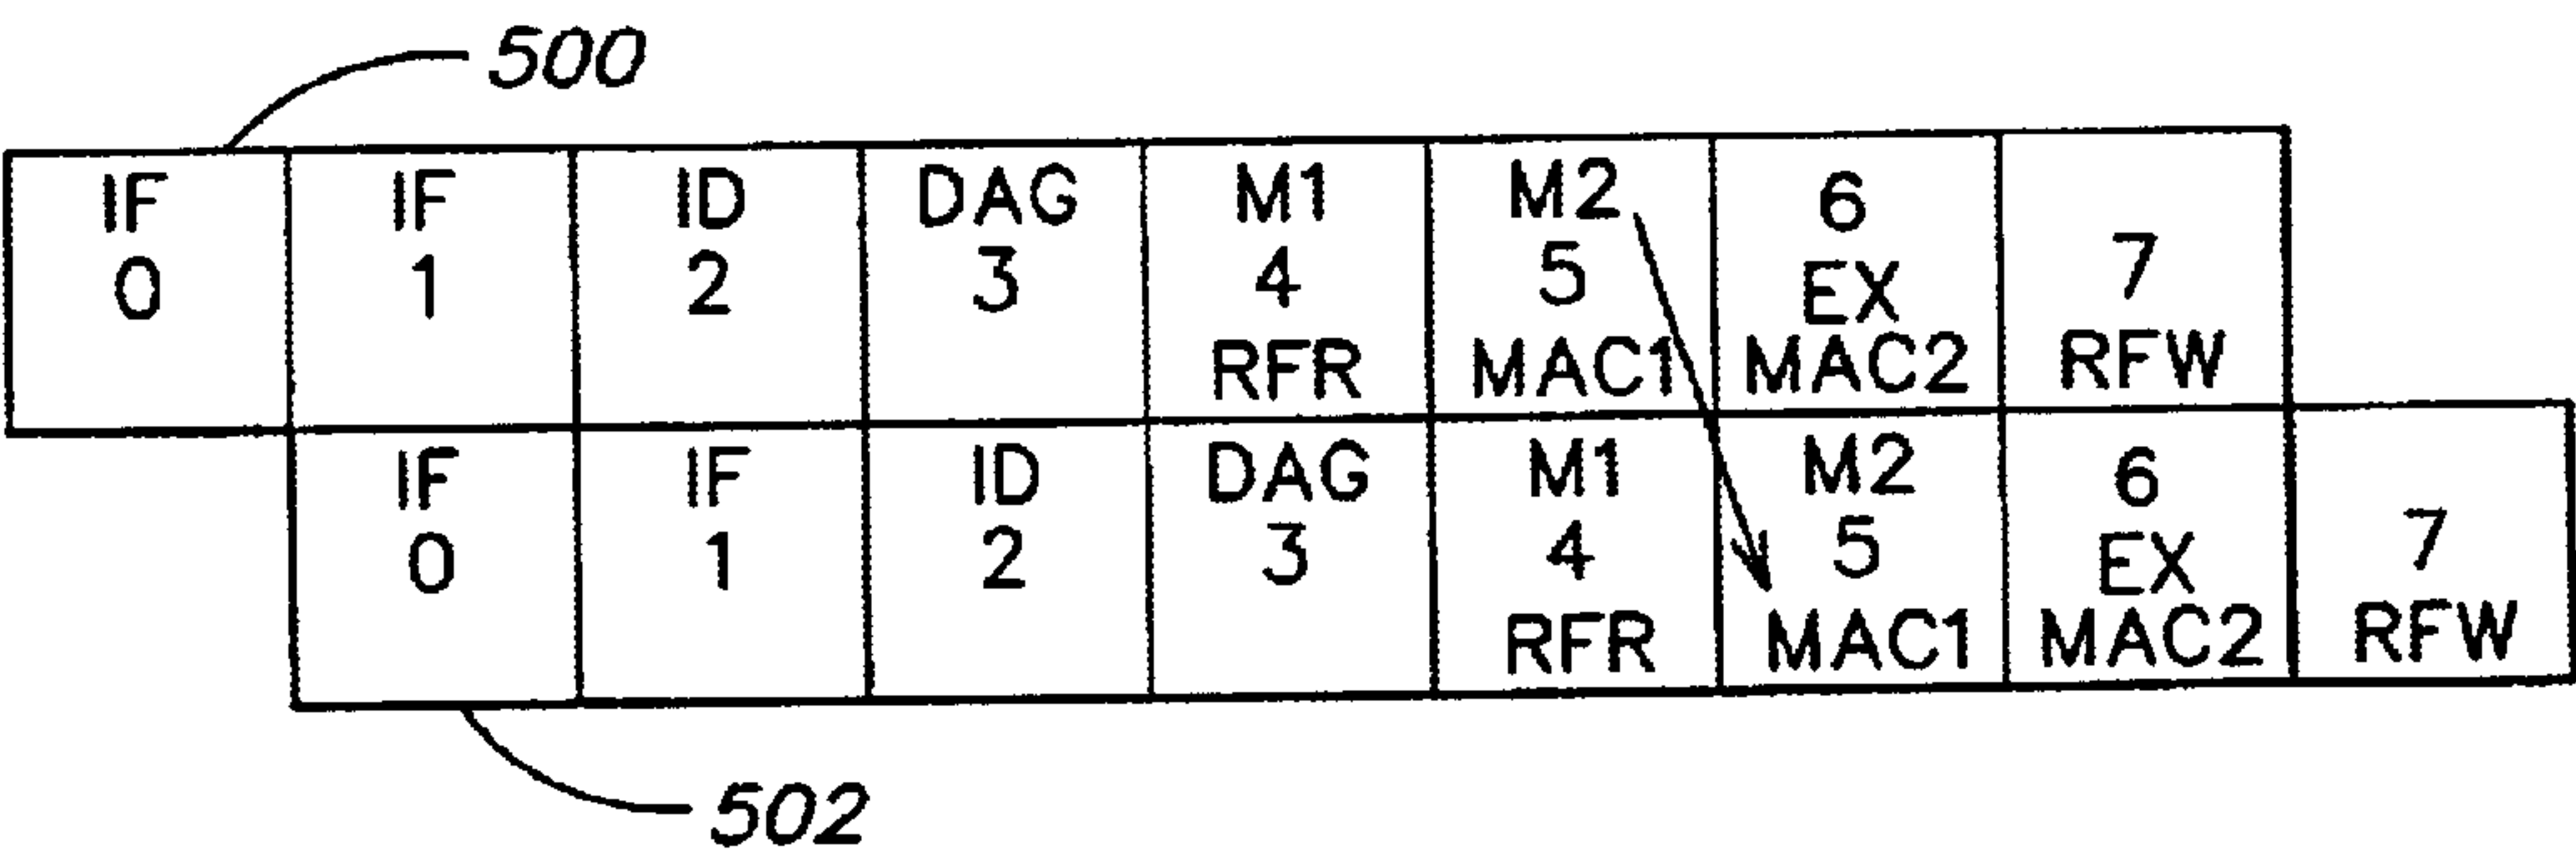 500
IF IF ID DAG M1 M2 6
0 1 2 3 4 5 EX 7
RFR MAC1 MAC2 RFW
IF IF ID DAG M1 M2 6
0 1 2 3 4 5 EX 7
RFR MAC1 MAC2 RFW
502